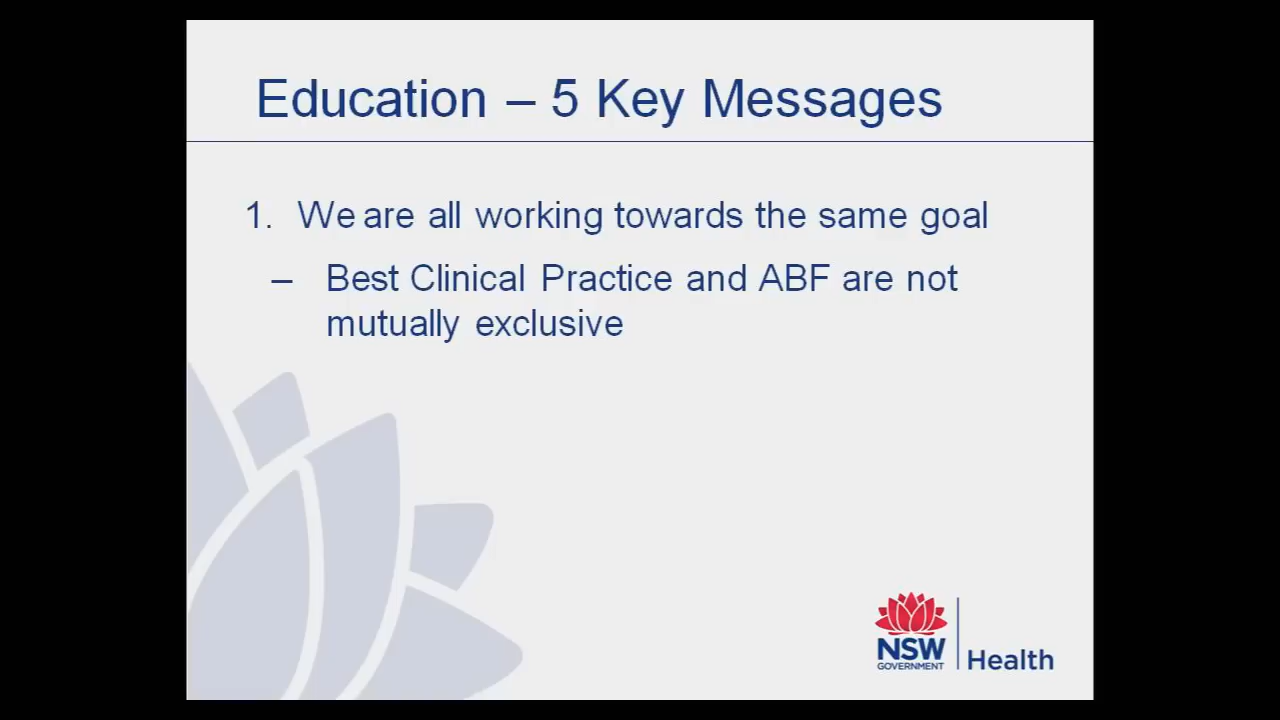 Education – 5 Key Messages
1. We are all working towards the same goal
– Best Clinical Practice and ABF are not
mutually exclusive
NSW
GOVERNMENT
Health